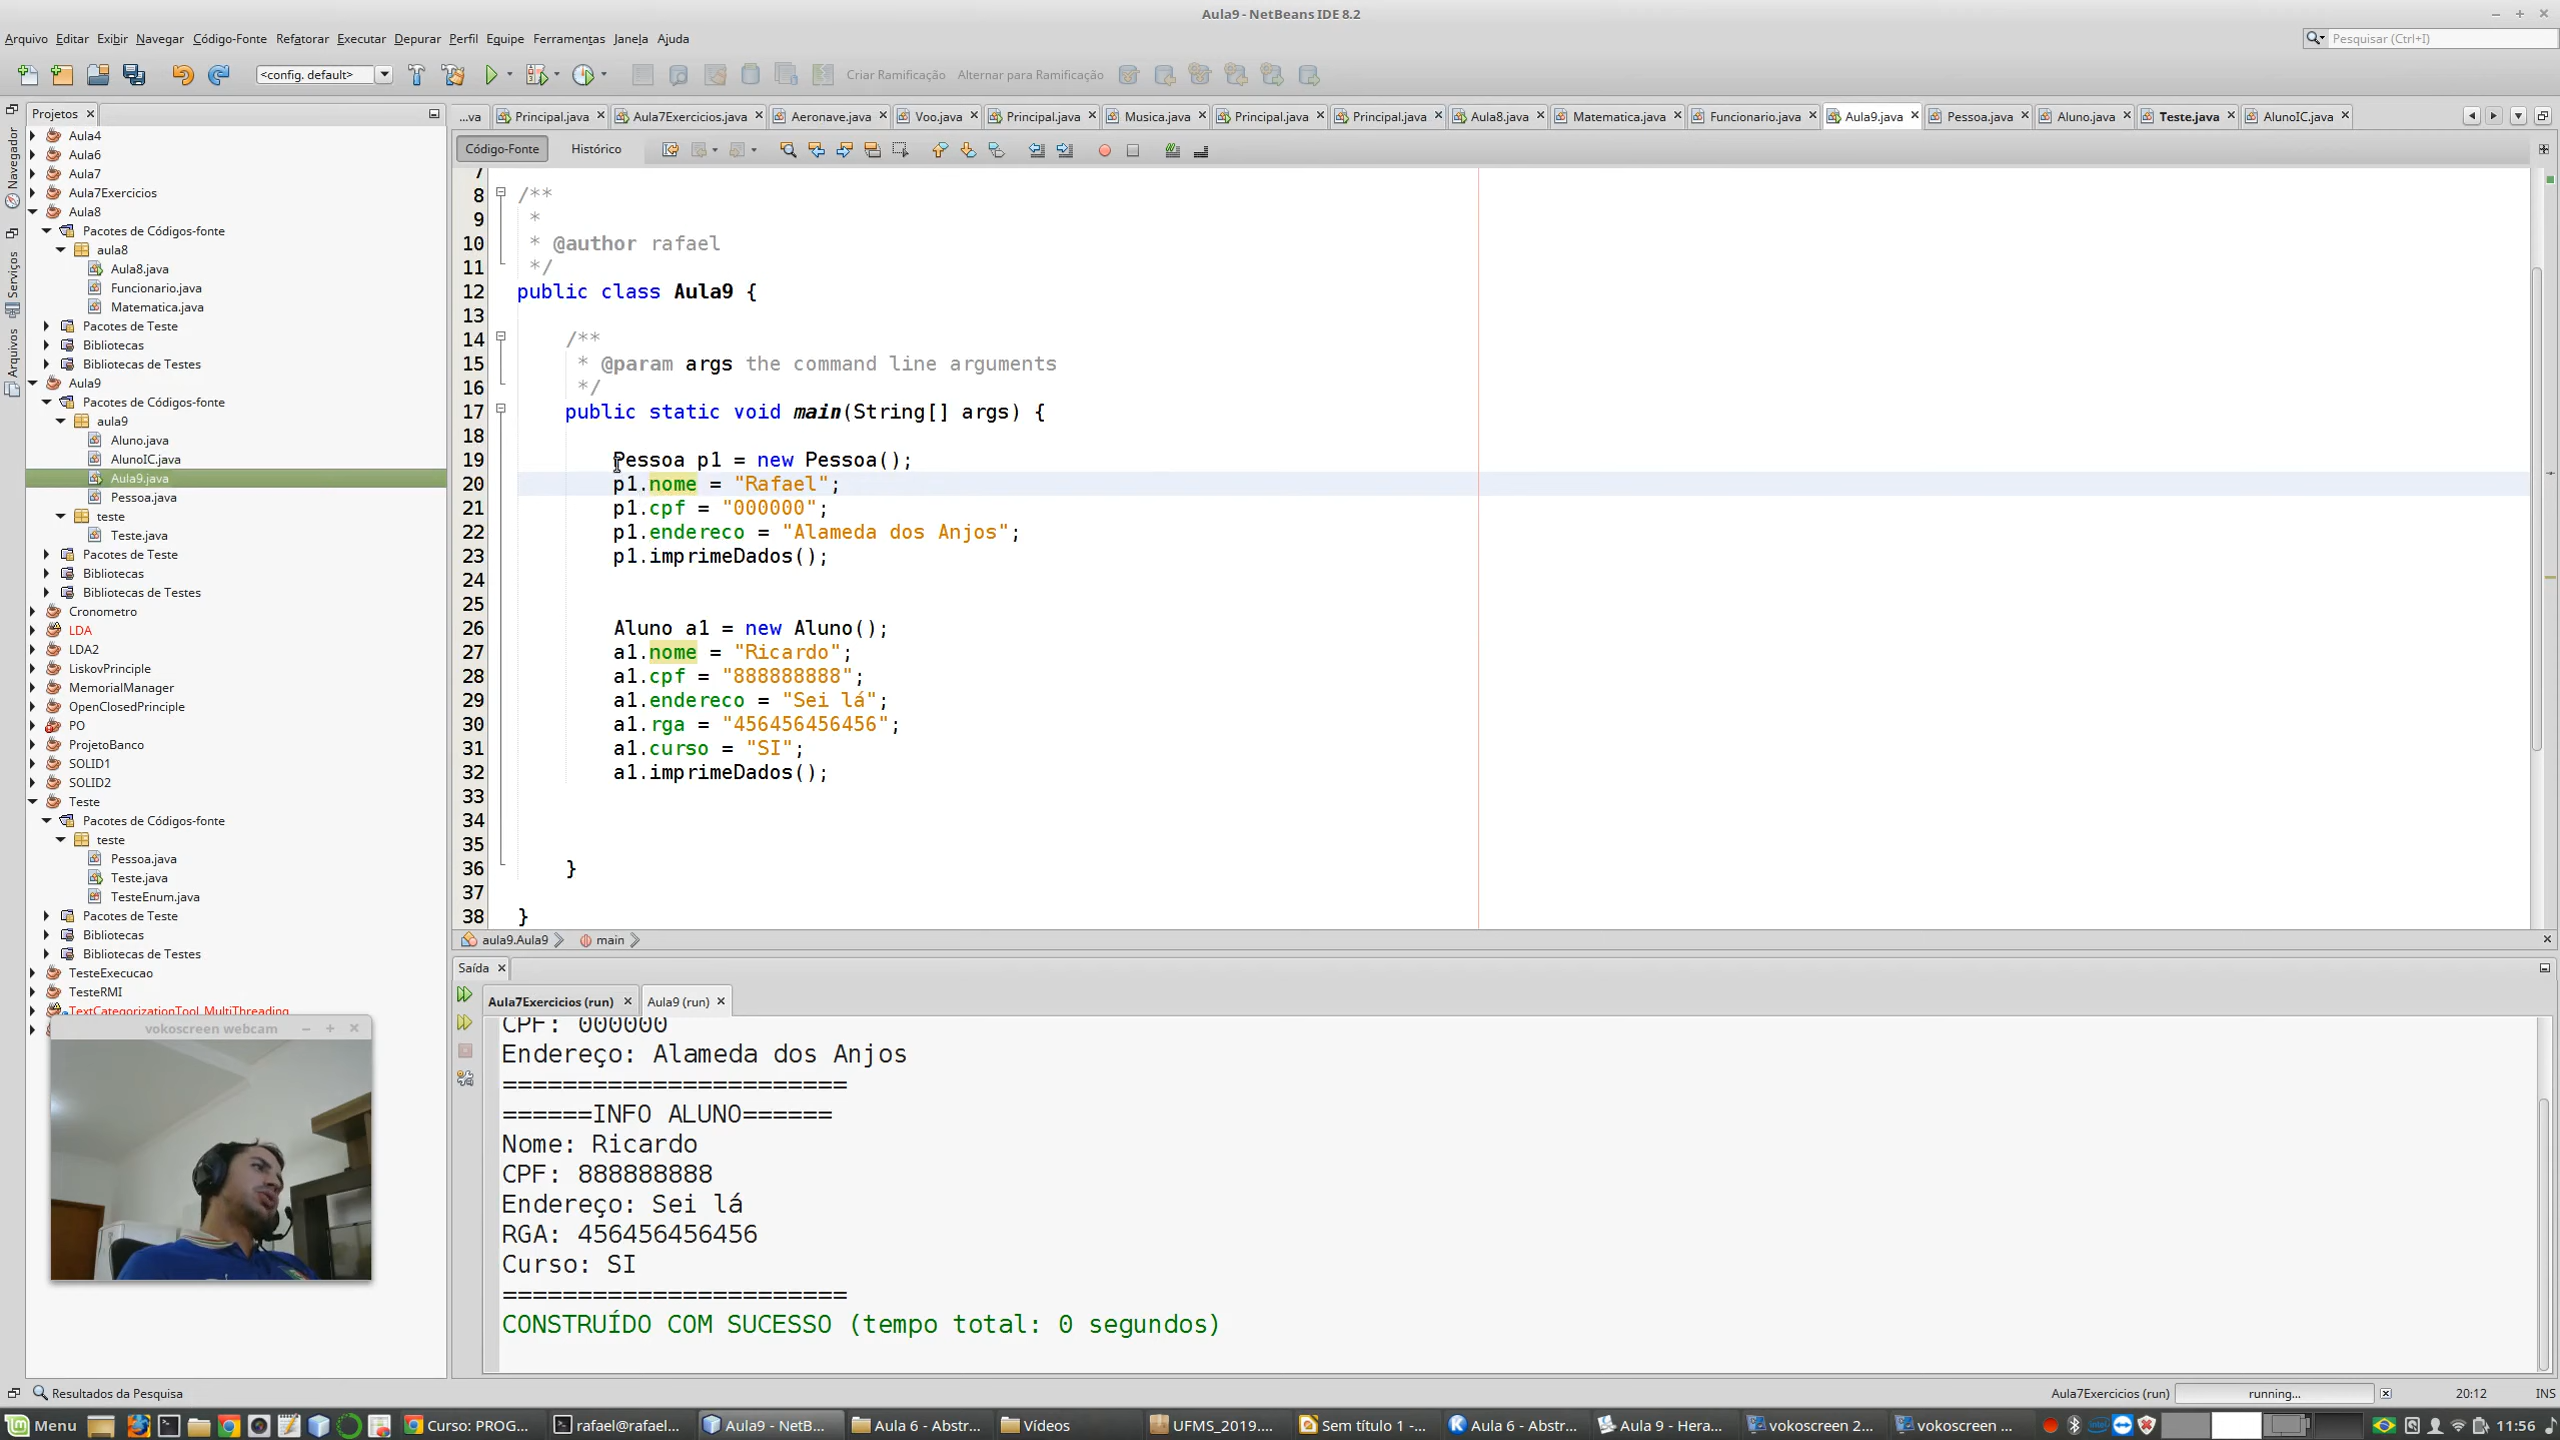 Aula9 - NetBeans IDE 8.2
Arquivo Editar Exibir Navegar Código-Fonte Refatorar Executar Depurar Perfil Equipe Ferramentas Janela Ajuda
Pesquisar (Ctrl+I)
<config. default> Criar Ramificação Alternar para Ramificação
Projetos
...va Principal.java Aula7Exercicios.java Aeronave.java Voo.java Principal.java Musica.java Principal.java Principal.java Aula8.java Matematica.java Funcionario.java Aula9.java Pessoa.java Aluno.java Teste.java AlunoIC.java
Código-Fonte Histórico
Navegador
Serviços
Arquivos
Aula4
Aula6
Aula7
Aula7Exercicios
Aula8
Pacotes de Códigos-fonte
aula8
Aula8.java
Funcionario.java
Matematica.java
Pacotes de Teste
Bibliotecas
Bibliotecas de Testes
Aula9
Pacotes de Códigos-fonte
aula9
Aluno.java
AlunoIC.java
Aula9.java
Pessoa.java
teste
Teste.java
Pacotes de Teste
Bibliotecas
Bibliotecas de Testes
Cronometro
LDA
LDA2
LiskovPrinciple
MemorialManager
OpenClosedPrinciple
PO
ProjetoBanco
SOLID1
SOLID2
Teste
Pacotes de Códigos-fonte
teste
Pessoa.java
Teste.java
TesteEnum.java
Pacotes de Teste
Bibliotecas
Bibliotecas de Testes
TesteExecucao
TesteRMI
TextCategorizationTool_MultiThreading
vokoscreen webcam
7
8 /**
9 *
10 * @author rafael
11 */
12 public class Aula9 {
13
14 /**
15 * @param args the command line arguments
16 */
17 public static void main(String[] args) {
18
19 Pessoa p1 = new Pessoa();
20 p1.nome = "Rafael";
21 p1.cpf = "000000";
22 p1.endereco = "Alameda dos Anjos";
23 p1.imprimeDados();
24
25
26 Aluno a1 = new Aluno();
27 a1.nome = "Ricardo";
28 a1.cpf = "888888888";
29 a1.endereco = "Sei lá";
30 a1.rga = "456456456456";
31 a1.curso = "SI";
32 a1.imprimeDados();
33
34
35
36 }
37
38 }
aula9.Aula9 main
Saída
Aula7Exercicios (run) Aula9 (run)
CPF: 000000
Endereço: Alameda dos Anjos
=======================
======INFO ALUNO======
Nome: Ricardo
CPF: 888888888
Endereço: Sei lá
RGA: 456456456456
Curso: SI
=======================
CONSTRUÍDO COM SUCESSO (tempo total: 0 segundos)
Resultados da Pesquisa
Aula7Exercicios (run) running... 20:12 INS
Menu Curso: PROG... rafael@rafael... Aula9 - NetB... Aula 6 - Abstr... Vídeos UFMS_2019.... Sem título 1 -... Aula 6 - Abstr... Aula 9 - Hera... vokoscreen 2... vokoscreen ... 11:56